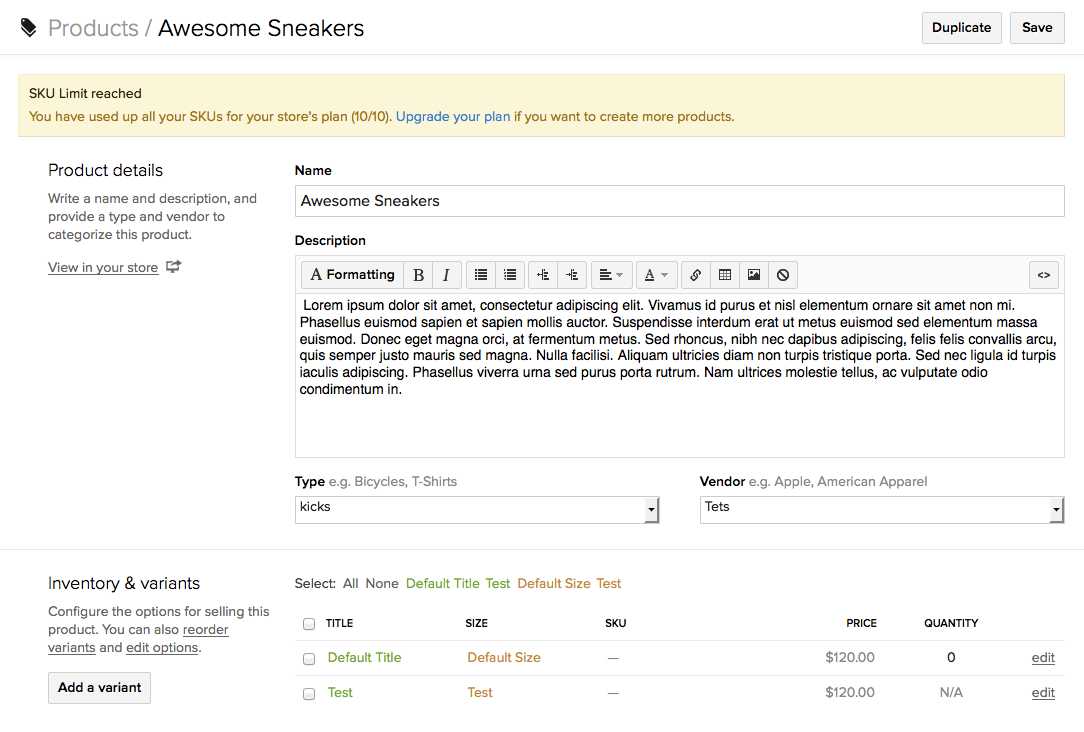 Products / Awesome Sneakers
Duplicate
Save
SKU Limit reached
You have used up all your SKUs for your store's plan (10/10). Upgrade your plan if you want to create more products.
Product details
Write a name and description, and
provide a type and vendor to
categorize this product.
View in your store
Name
Awesome Sneakers
Description
A Formatting B I A <>
Lorem ipsum dolor sit amet, consectetur adipiscing elit. Vivamus id purus et nisl elementum ornare sit amet non mi.
Phasellus euismod sapien et sapien mollis auctor. Suspendisse interdum erat ut metus euismod sed elementum massa
euismod. Donec eget magna orci, at fermentum metus. Sed rhoncus, nibh nec dapibus adipiscing, felis felis convallis arcu,
quis semper justo mauris sed magna. Nulla facilisi. Aliquam ultricies diam non turpis tristique porta. Sed nec ligula id turpis
iaculis adipiscing. Phasellus viverra urna sed purus porta rutrum. Nam ultrices molestie tellus, ac vulputate odio
condimentum in.
Type e.g. Bicycles, T-Shirts
kicks
Vendor e.g. Apple, American Apparel
Tets
Inventory & variants
Configure the options for selling this
product. You can also reorder
variants and edit options.
Add a variant
Select: All None Default Title Test Default Size Test
TITLE SIZE SKU PRICE QUANTITY
Default Title Default Size — $120.00 0 edit
Test Test — $120.00 N/A edit